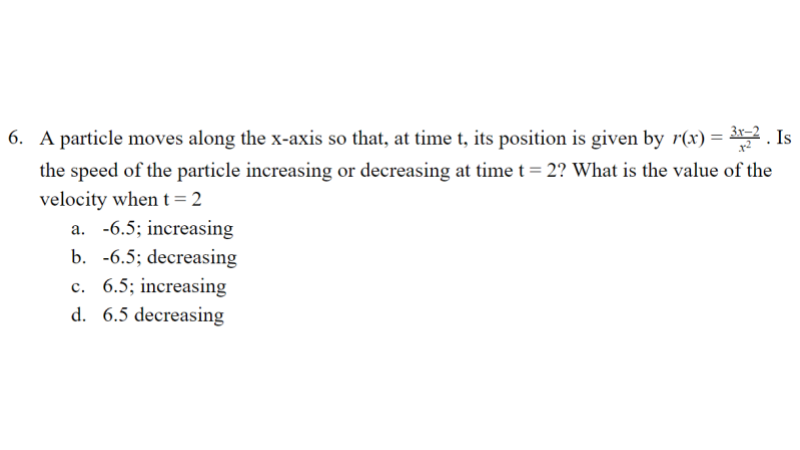 6. A particle moves along the x-axis so that, at time t, its position is given by r(x) = \frac{3x-2}{x^2} . Is
the speed of the particle increasing or decreasing at time t = 2? What is the value of the
velocity when t = 2
a. -6.5; increasing
b. -6.5; decreasing
c. 6.5; increasing
d. 6.5 decreasing